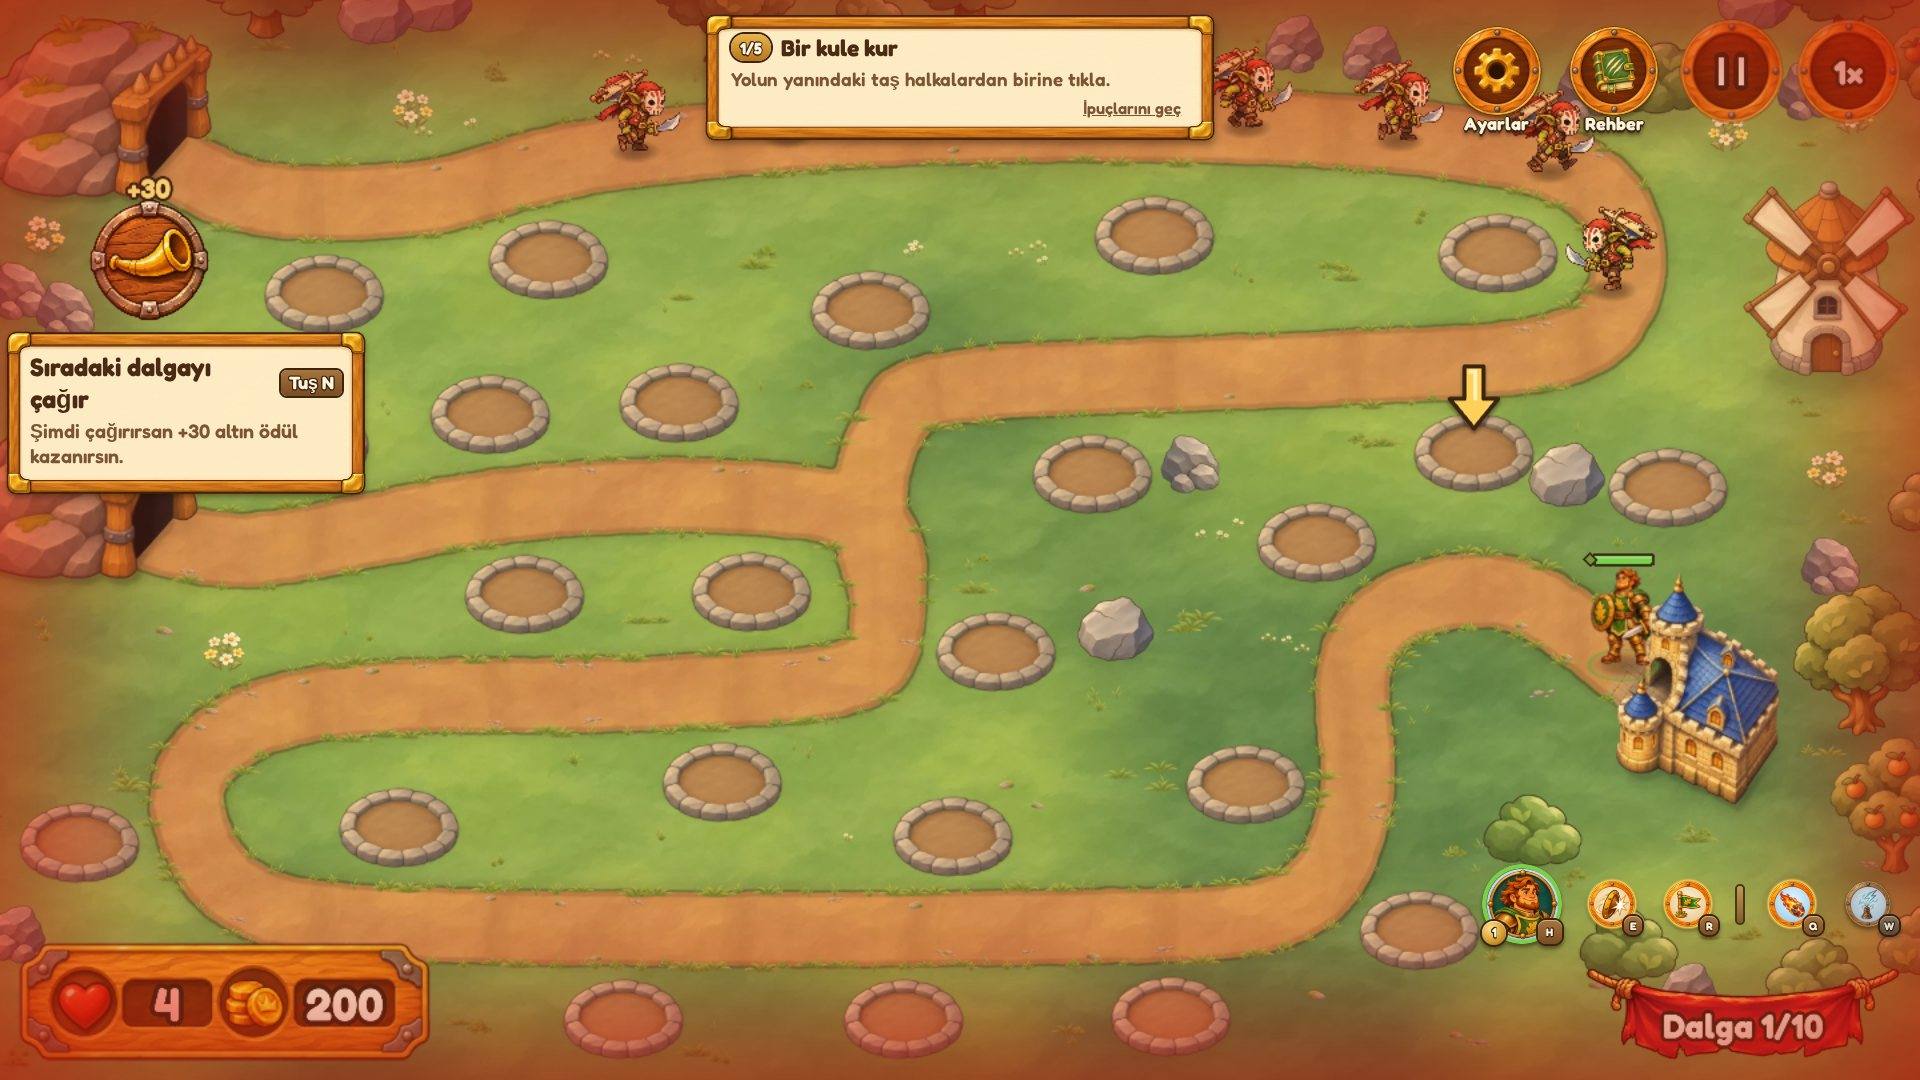 1/5 Bir kule kur
Yolun yanındaki taş halkalardan birine tıkla.
İpuçlarını geç
Ayarlar
Rehber
1x
+30
Sıradaki dalgayı
çağır
Tuş N
Şimdi çağırırsan +30 altın ödül
kazanırsın.
1
H
E
R
Q
W
4
200
Dalga 1/10